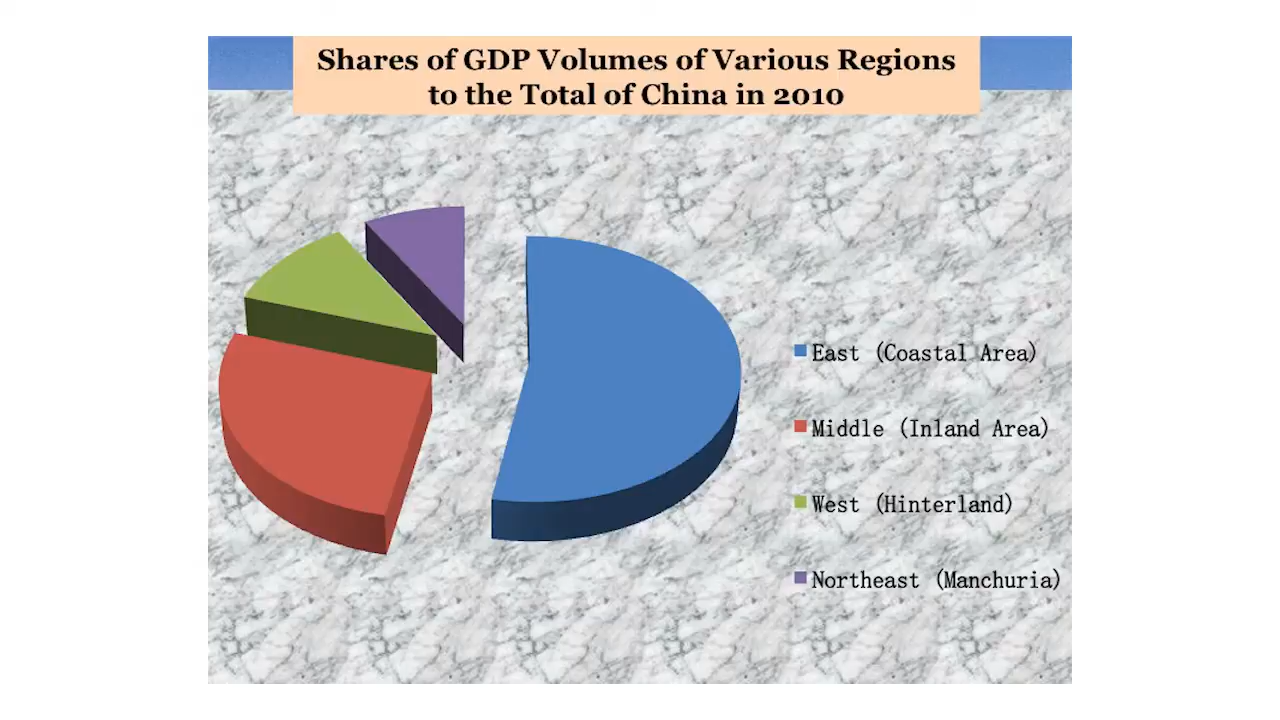 Shares of GDP Volumes of Various Regions
to the Total of China in 2010
East (Coastal Area)
Middle (Inland Area)
West (Hinterland)
Northeast (Manchuria)